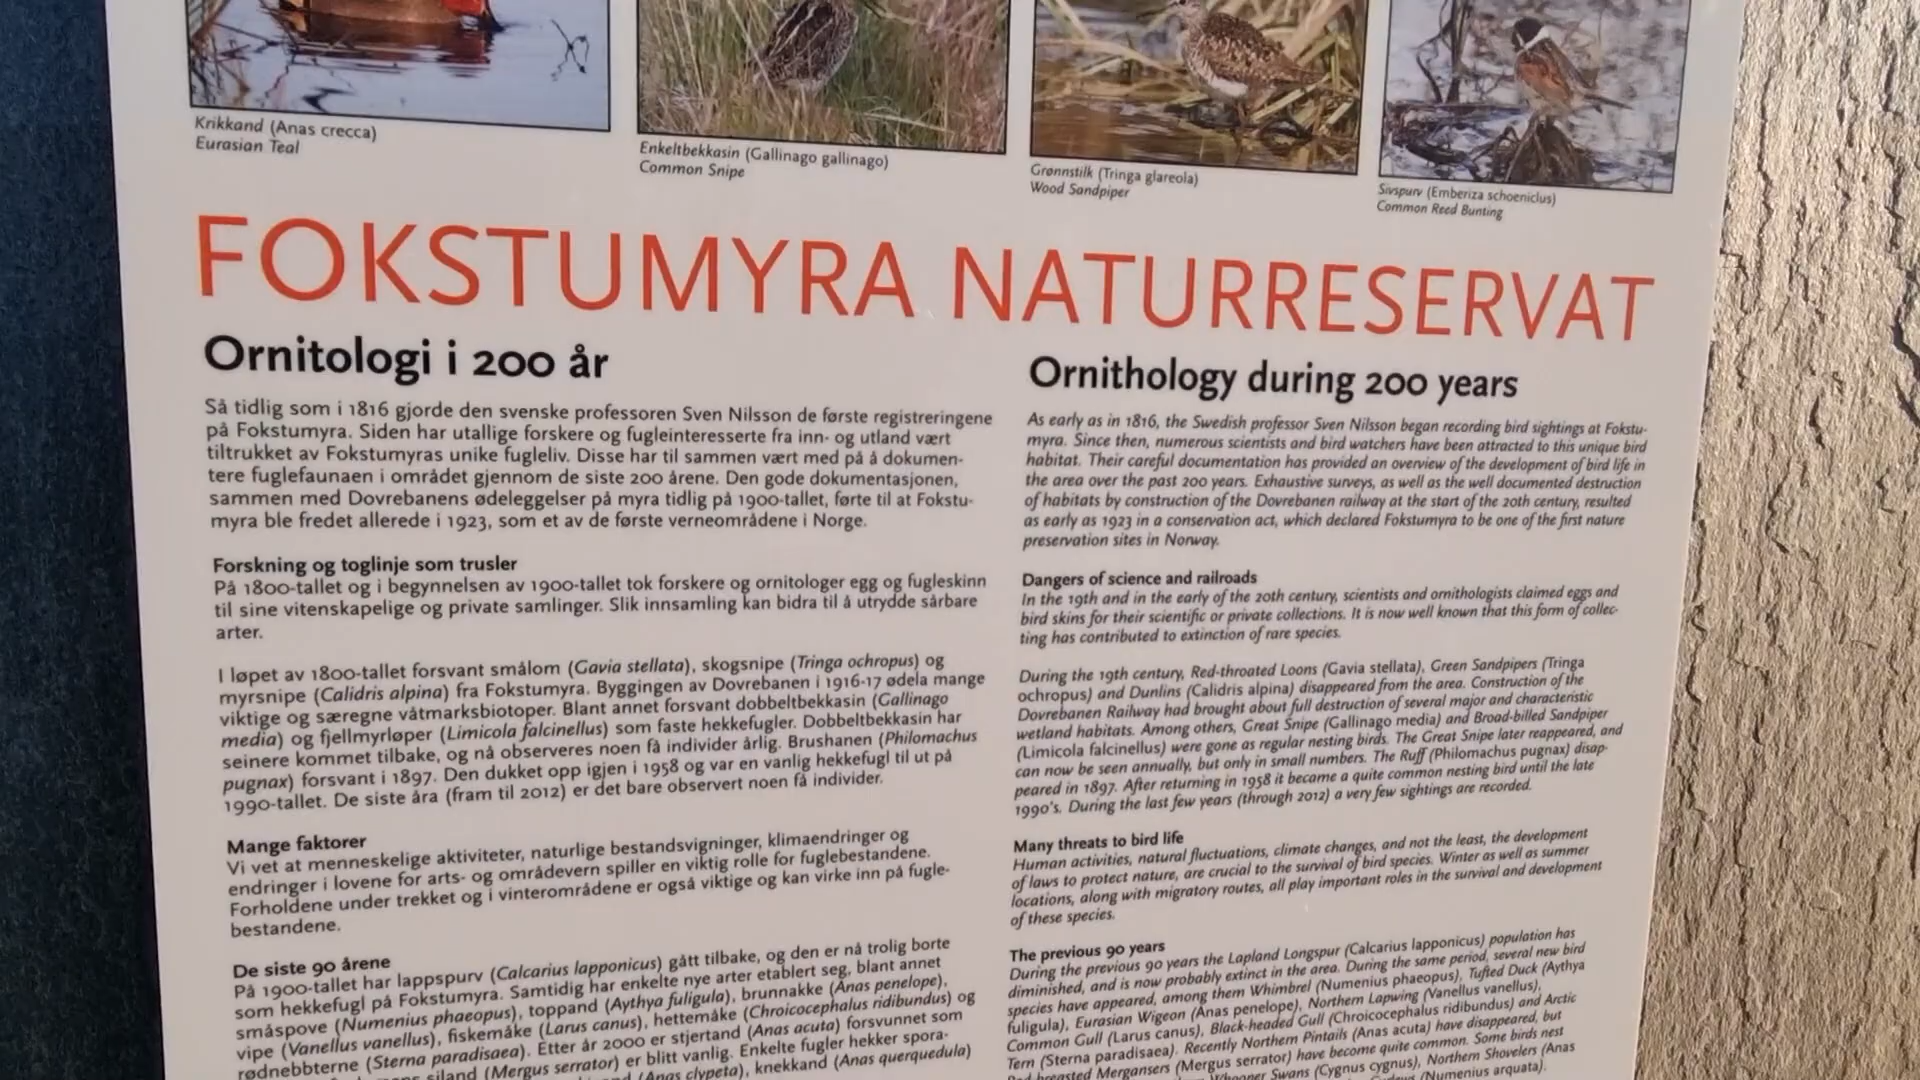 Krikkand (Anas crecca)
Eurasian Teal
Enkeltbekkasin (Gallinago gallinago)
Common Snipe
Grønnstilk (Tringa glareola)
Wood Sandpiper
Sivspurv (Emberiza schoeniclus)
Common Reed Bunting
FOKSTUMYRA NATURRESERVAT
Ornitologi i 200 år
Så tidlig som i 1816 gjorde den svenske professoren Sven Nilsson de første registreringene
på Fokstumyra. Siden har utallige forskere og fugleinteresserte fra inn- og utland vært
tiltrukket av Fokstumyras unike fugleliv. Disse har til sammen vært med på å dokumen-
tere fuglefaunaen i området gjennom de siste 200 årene. Den gode dokumentasjonen,
sammen med Dovrebanens ødeleggelser på myra tidlig på 1900-tallet, førte til at Fokstu-
myra ble fredet allerede i 1923, som et av de første verneområdene i Norge.
Forskning og toglinje som trusler
På 1800-tallet og i begynnelsen av 1900-tallet tok forskere og ornitologer egg og fugleskinn
til sine vitenskapelige og private samlinger. Slik innsamling kan bidra til å utrydde sårbare
arter.
I løpet av 1800-tallet forsvant smålom (Gavia stellata), skogsnipe (Tringa ochropus) og
myrsnipe (Calidris alpina) fra Fokstumyra. Byggingen av Dovrebanen i 1916-17 ødela mange
viktige og særegne våtmarksbiotoper. Blant annet forsvant dobbeltbekkasin (Gallinago
media) og fjellmyrløper (Limicola falcinellus) som faste hekkefugler. Dobbeltbekkasin har
seinere kommet tilbake, og nå observeres noen få individer årlig. Brushanen (Philomachus
pugnax) forsvant i 1897. Den dukket opp igjen i 1958 og var en vanlig hekkefugl til ut på
1990-tallet. De siste åra (fram til 2012) er det bare observert noen få individer.
Mange faktorer
Vi vet at menneskelige aktiviteter, naturlige bestandsvigninger, klimaendringer og
endringer i lovene for arts- og områdevern spiller en viktig rolle for fuglebestandene.
Forholdene under trekket og i vinterområdene er også viktige og kan virke inn på fugle-
bestandene.
De siste 90 årene
På 1900-tallet har lappspurv (Calcarius lapponicus) gått tilbake, og den er nå trolig borte
som hekkefugl på Fokstumyra. Samtidig har enkelte nye arter etablert seg, blant annet
småspove (Numenius phaeopus), toppand (Aythya fuligula), brunnakke (Anas penelope),
vipe (Vanellus vanellus), fiskemåke (Larus canus), hettemåke (Chroicocephalus ridibundus) og
rødnebbterne (Sterna paradisaea). Etter år 2000 er stjertand (Anas acuta) forsvunnet som
siland (Mergus serrator) er blitt vanlig. Enkelte fugler hekker spora-
(Anas clypeta), knekkand (Anas querquedula)
Ornithology during 200 years
As early as in 1816, the Swedish professor Sven Nilsson began recording bird sightings at Fokstu-
myra. Since then, numerous scientists and bird watchers have been attracted to this unique bird
habitat. Their careful documentation has provided an overview of the development of bird life in
the area over the past 200 years. Exhaustive surveys, as well as the well documented destruction
of habitats by construction of the Dovrebanen railway at the start of the 20th century, resulted
as early as 1923 in a conservation act, which declared Fokstumyra to be one of the first nature
preservation sites in Norway.
Dangers of science and railroads
In the 19th and in the early of the 20th century, scientists and ornithologists claimed eggs and
bird skins for their scientific or private collections. It is now well known that this form of collec-
ting has contributed to extinction of rare species.
During the 19th century, Red-throated Loons (Gavia stellata), Green Sandpipers (Tringa
ochropus) and Dunlins (Calidris alpina) disappeared from the area. Construction of the
Dovrebanen Railway had brought about full destruction of several major and characteristic
wetland habitats. Among others, Great Snipe (Gallinago media) and Broad-billed Sandpiper
(Limicola falcinellus) were gone as regular nesting birds. The Great Snipe later reappeared, and
can now be seen annually, but only in small numbers. The Ruff (Philomachus pugnax) disap-
peared in 1897. After returning in 1958 it became a quite common nesting bird until the late
1990's. During the last few years (through 2012) a very few sightings are recorded.
Many threats to bird life
Human activities, natural fluctuations, climate changes, and not the least, the development
of laws to protect nature, are crucial to the survival of bird species. Winter as well as summer
locations, along with migratory routes, all play important roles in the survival and development
of these species.
The previous 90 years
During the previous 90 years the Lapland Longspur (Calcarius lapponicus) population has
diminished, and is now probably extinct in the area. During the same period, several new bird
species have appeared, among them Whimbrel (Numenius phaeopus), Tufted Duck (Aythya
fuligula), Eurasian Wigeon (Anas penelope), Northern Lapwing (Vanellus vanellus),
Common Gull (Larus canus), Black-headed Gull (Chroicocephalus ridibundus) and Arctic
Tern (Sterna paradisaea). Recently Northern Pintails (Anas acuta) have disappeared, but
Mergansers (Mergus serrator) have become quite common. Some birds nest
Swans (Cygnus cygnus), Northern Shovelers (Anas
(Numenius arquata).